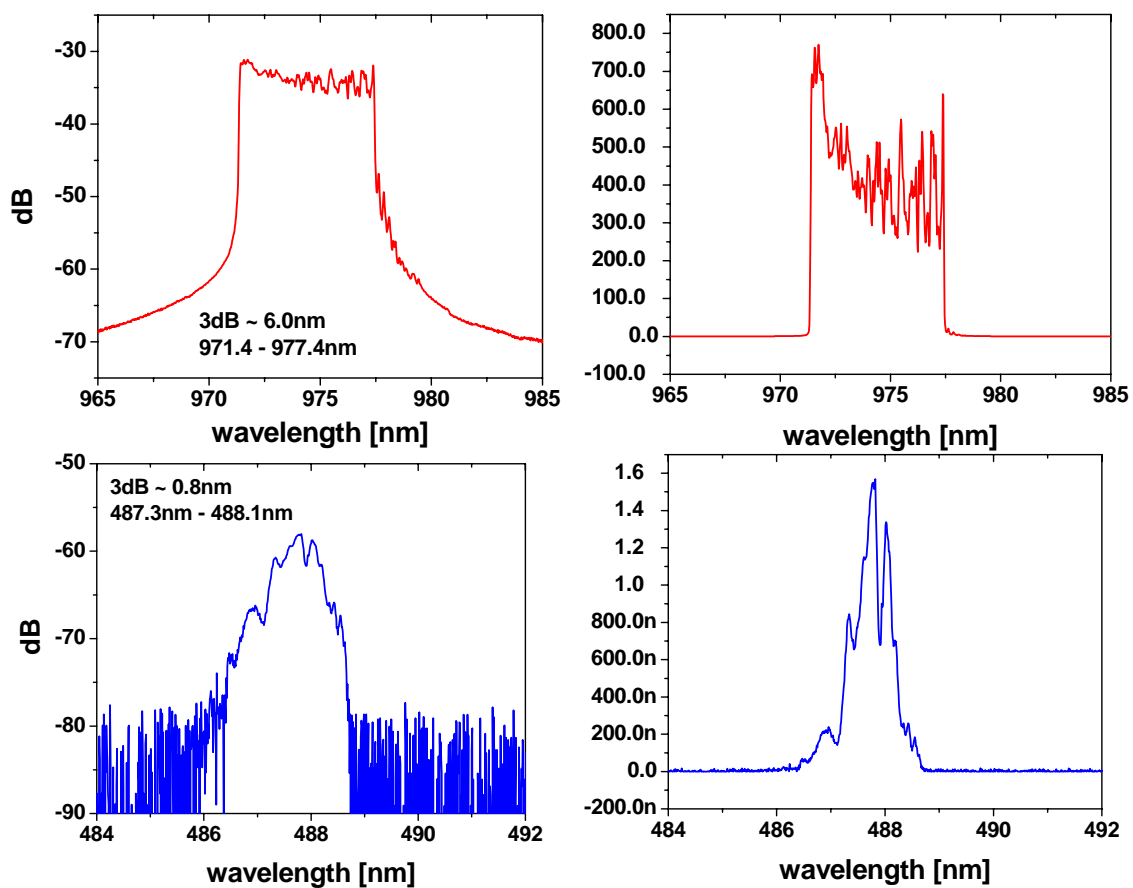 -30
-40
-50
-60
-70
dB
3dB ~ 6.0nm
971.4 - 977.4nm
965 970 975 980 985
wavelength [nm]
800.0
700.0
600.0
500.0
400.0
300.0
200.0
100.0
0.0
-100.0
965 970 975 980 985
wavelength [nm]
-50
-60
-70
-80
-90
dB
3dB ~ 0.8nm
487.3nm - 488.1nm
484 486 488 490 492
wavelength [nm]
1.6
1.4
1.2
1.0
800.0n
600.0n
400.0n
200.0n
0.0
-200.0n
484 486 488 490 492
wavelength [nm]